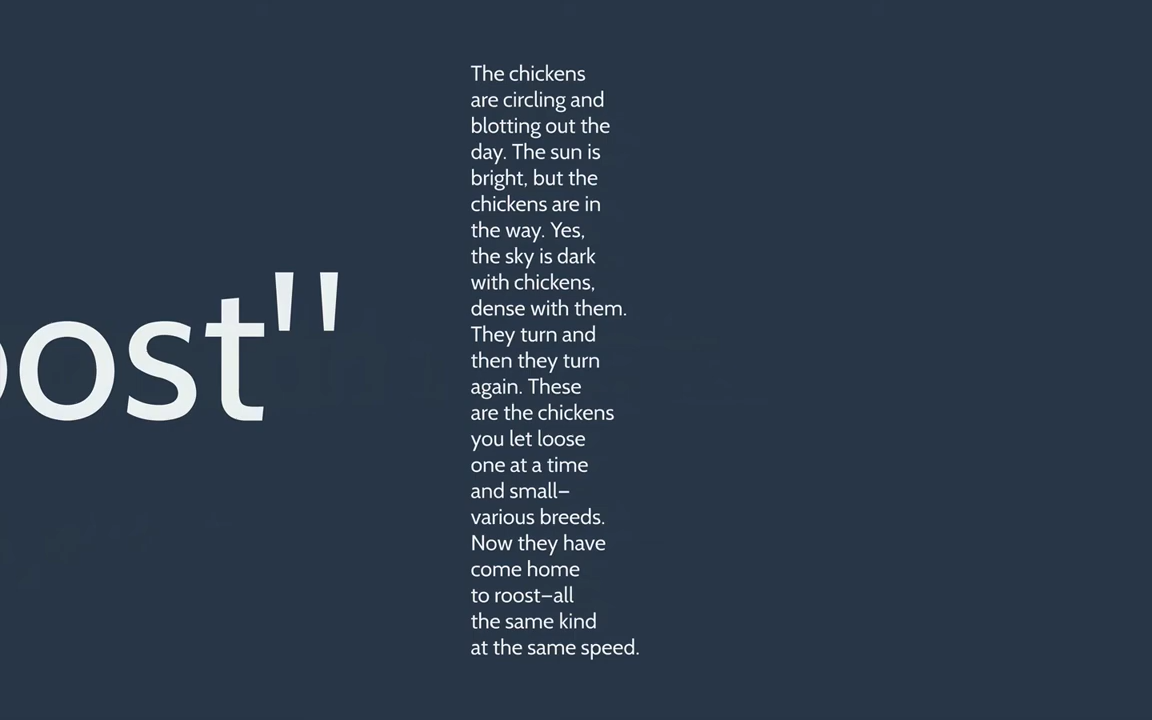 oost"
The chickens
are circling and
blotting out the
day. The sun is
bright, but the
chickens are in
the way. Yes,
the sky is dark
with chickens,
dense with them.
They turn and
then they turn
again. These
are the chickens
you let loose
one at a time
and small—
various breeds.
Now they have
come home
to roost—all
the same kind
at the same speed.